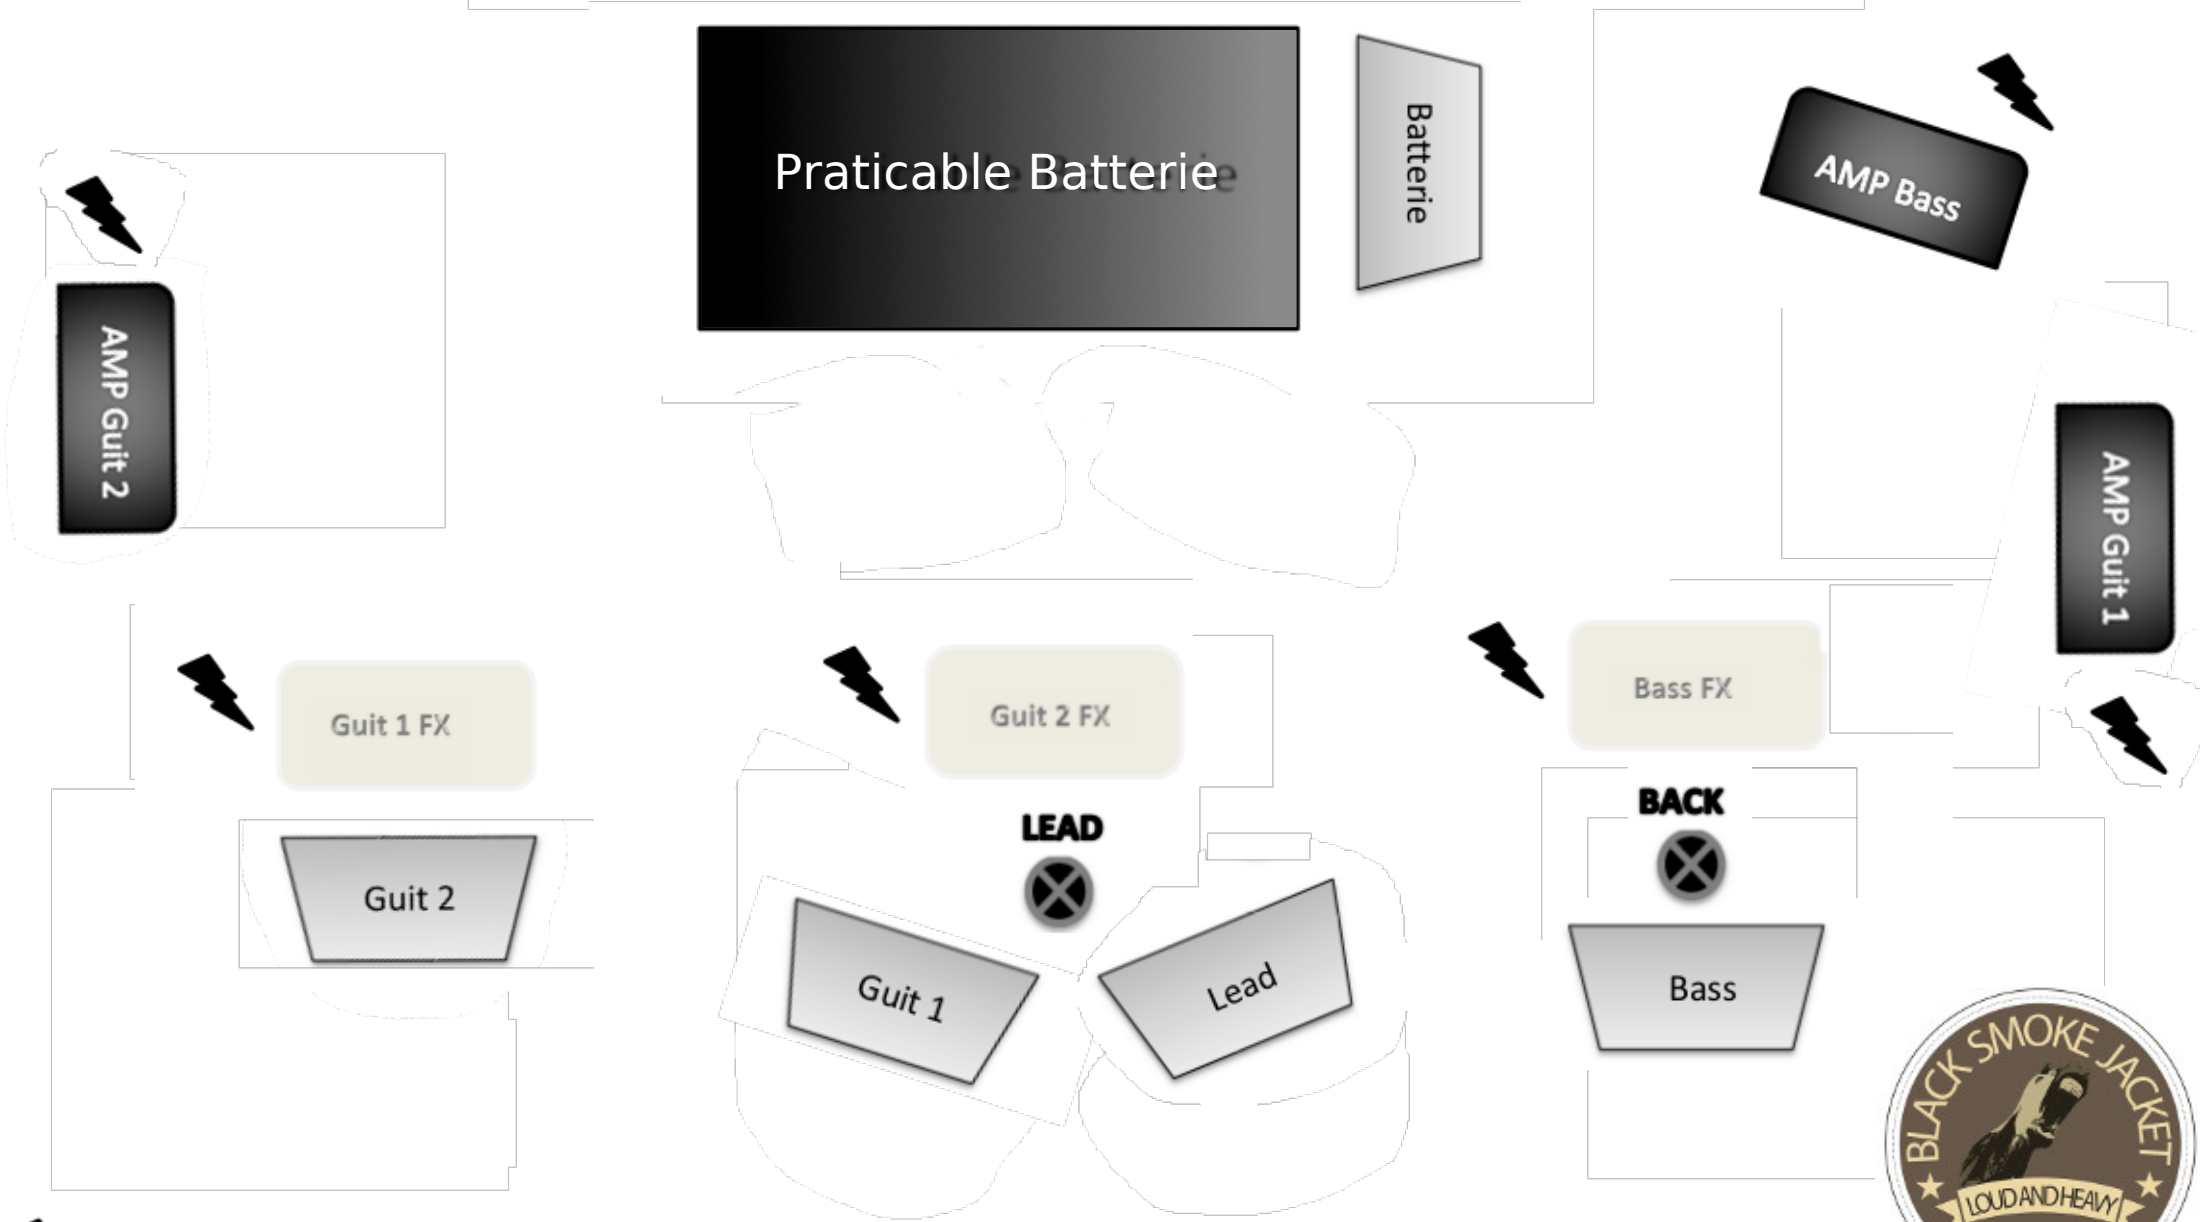 Praticable Batterie
Batterie
AMP Bass
AMP Guit 2
AMP Guit 1
Guit 1 FX
Guit 2 FX
Bass FX
LEAD
BACK
Guit 2
Guit 1
Lead
Bass
BLACK SMOKE JACKET
LOUD AND HEAVY